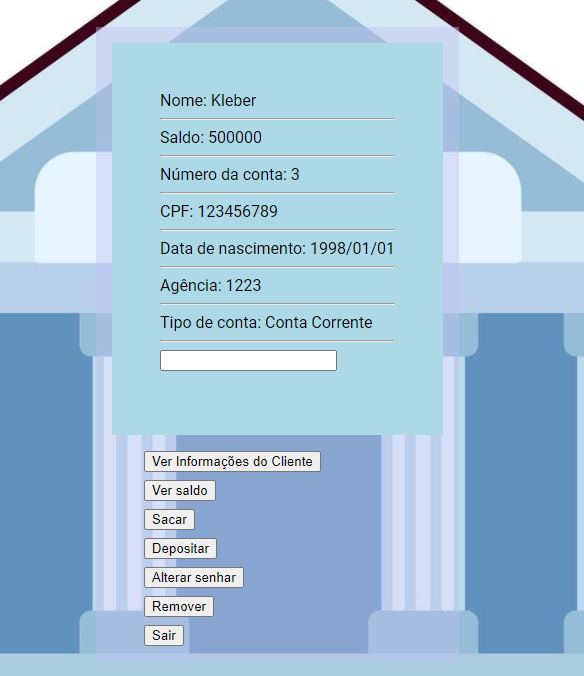 Nome: Kleber
Saldo: 500000
Número da conta: 3
CPF: 123456789
Data de nascimento: 1998/01/01
Agência: 1223
Tipo de conta: Conta Corrente
Ver Informações do Cliente
Ver saldo
Sacar
Depositar
Alterar senhar
Remover
Sair